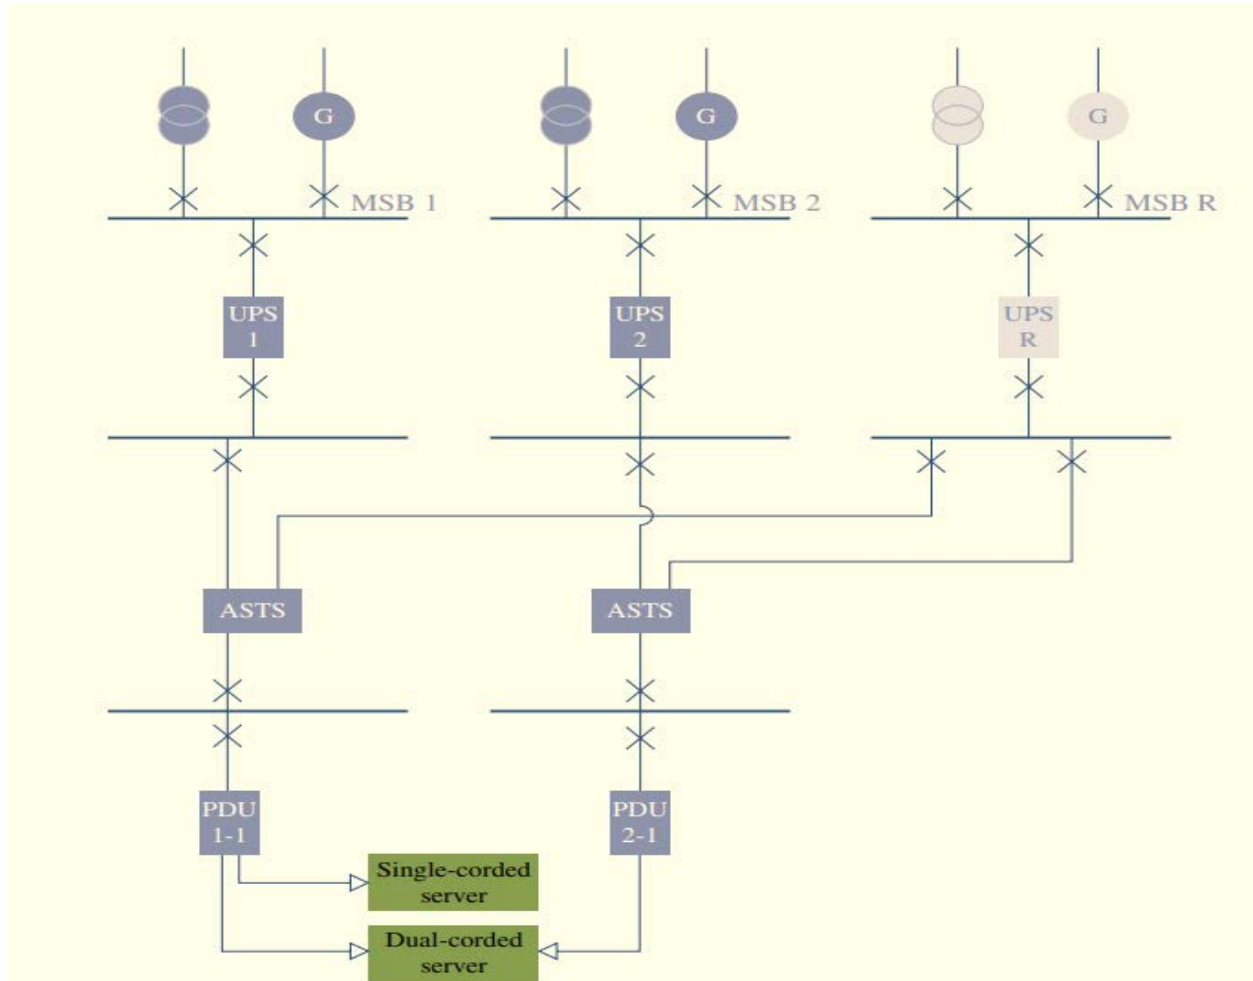 G
G
G
MSB 1
MSB 2
MSB R
UPS
1
UPS
2
UPS
R
ASTS
ASTS
PDU
1-1
PDU
2-1
Single-corded
server
Dual-corded
server